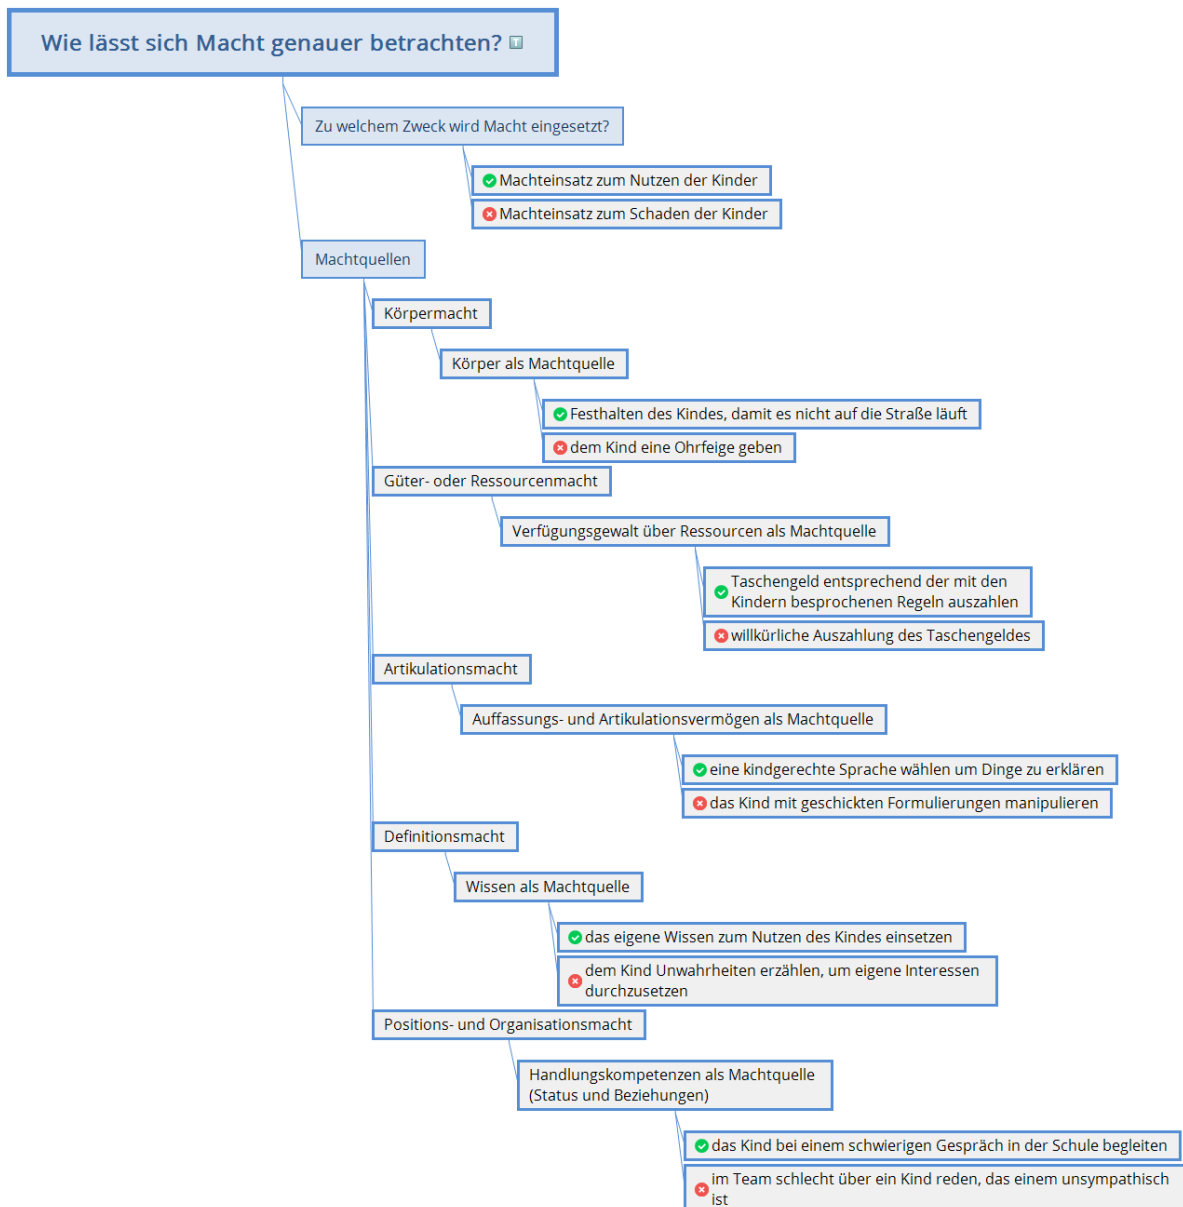 Wie lässt sich Macht genauer betrachten?
Zu welchem Zweck wird Macht eingesetzt?
Machteinsatz zum Nutzen der Kinder
Machteinsatz zum Schaden der Kinder
Machtquellen
Körpermacht
Körper als Machtquelle
Festhalten des Kindes, damit es nicht auf die Straße läuft
dem Kind eine Ohrfeige geben
Güter- oder Ressourcenmacht
Verfügungsgewalt über Ressourcen als Machtquelle
Taschengeld entsprechend der mit den
Kindern besprochenen Regeln auszahlen
willkürliche Auszahlung des Taschengeldes
Artikulationsmacht
Auffassungs- und Artikulationsvermögen als Machtquelle
eine kindgerechte Sprache wählen um Dinge zu erklären
das Kind mit geschickten Formulierungen manipulieren
Definitionsmacht
Wissen als Machtquelle
das eigene Wissen zum Nutzen des Kindes einsetzen
dem Kind Unwahrheiten erzählen, um eigene Interessen
durchzusetzen
Positions- und Organisationsmacht
Handlungskompetenzen als Machtquelle
(Status und Beziehungen)
das Kind bei einem schwierigen Gespräch in der Schule begleiten
im Team schlecht über ein Kind reden, das einem unsympathisch
ist